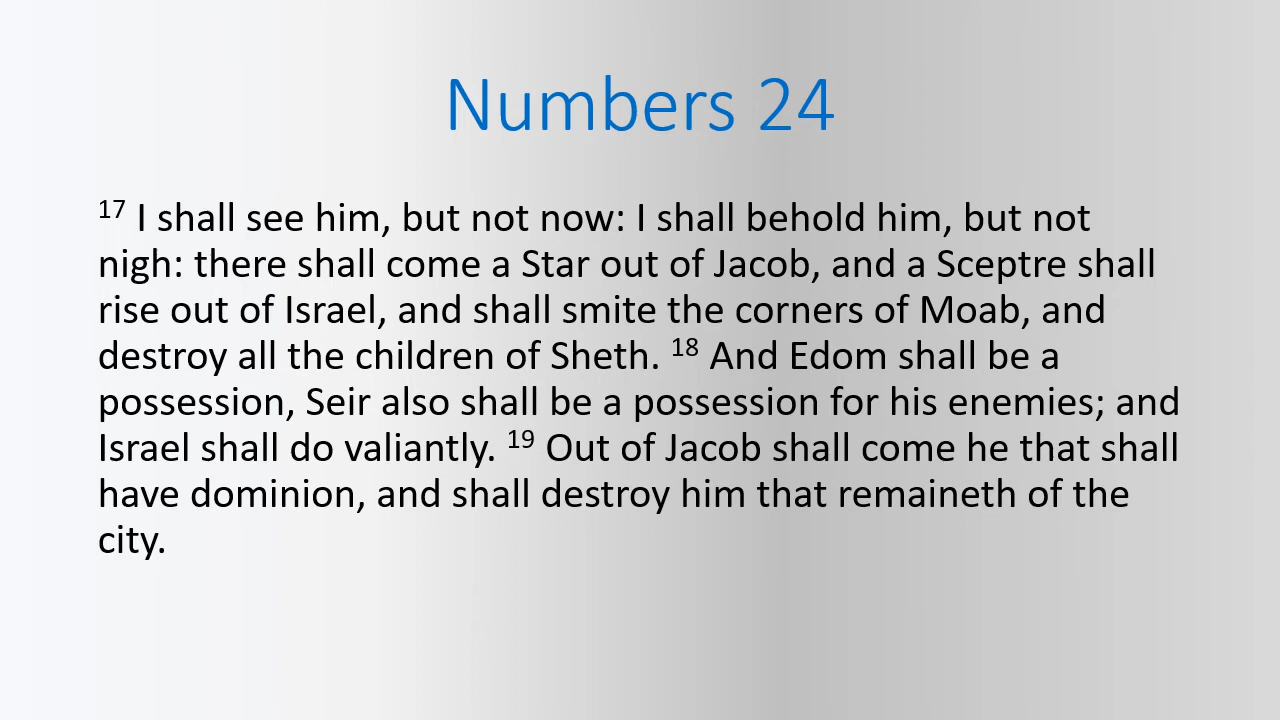 Numbers 24
17 I shall see him, but not now: I shall behold him, but not
nigh: there shall come a Star out of Jacob, and a Sceptre shall
rise out of Israel, and shall smite the corners of Moab, and
destroy all the children of Sheth. 18 And Edom shall be a
possession, Seir also shall be a possession for his enemies; and
Israel shall do valiantly. 19 Out of Jacob shall come he that shall
have dominion, and shall destroy him that remaineth of the
city.